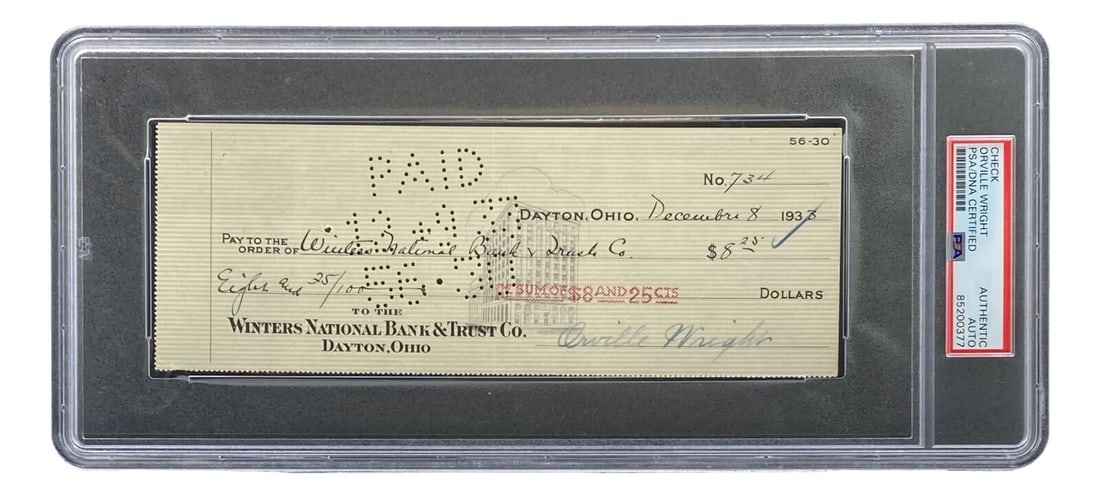 56-30
No. 734
PAID
DAYTON, OHIO, December 8 1933
PAY TO THE ORDER OF Winters National Bank & Trust Co. $8 25
Eight and 25/100 DOLLARS
THE SUM OF $8 AND 25 CTS
TO THE
WINTERS NATIONAL BANK & TRUST CO.
DAYTON, OHIO
Orville Wright
CHECK
ORVILLE WRIGHT
PSA/DNA CERTIFIED
PSA
AUTHENTIC
AUTO
85200377